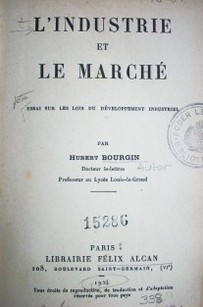 L'INDUSTRIE
ET
LE MARCHÉ
ESSAI SUR LES LOIS DU DÉVELOPPEMENT INDUSTRIEL
PAR
HUBERT BOURGIN
Docteur ès-lettres
Professeur au Lycée Louis-le-Grand
15286
PARIS
LIBRAIRIE FÉLIX ALCAN
108, BOULEVARD SAINT-GERMAIN, (VIe)
1924
Tous droits de reproduction, de traduction et d'adaptation
réservés pour tous pays
338